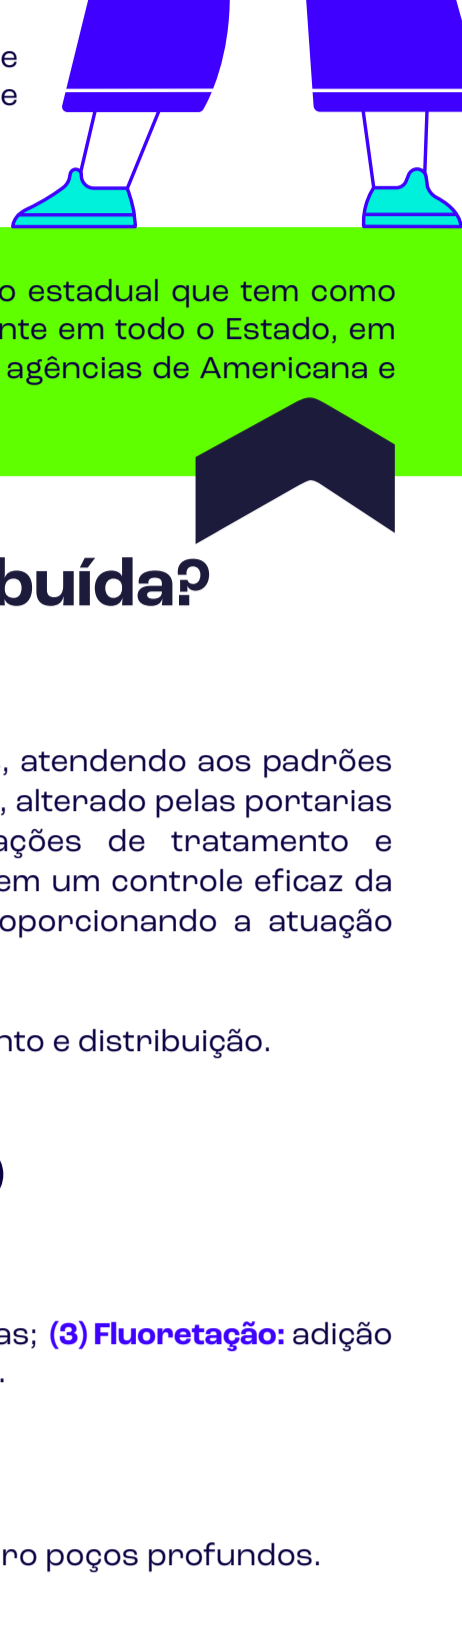 e
e
o estadual que tem como
nte em todo o Estado, em
agências de Americana e
buída?
, atendendo aos padrões
, alterado pelas portarias
ações de tratamento e
em um controle eficaz da
oporcionando a atuação
nto e distribuição.
)
as; (3) Fluoretação: adição
.
ro poços profundos.